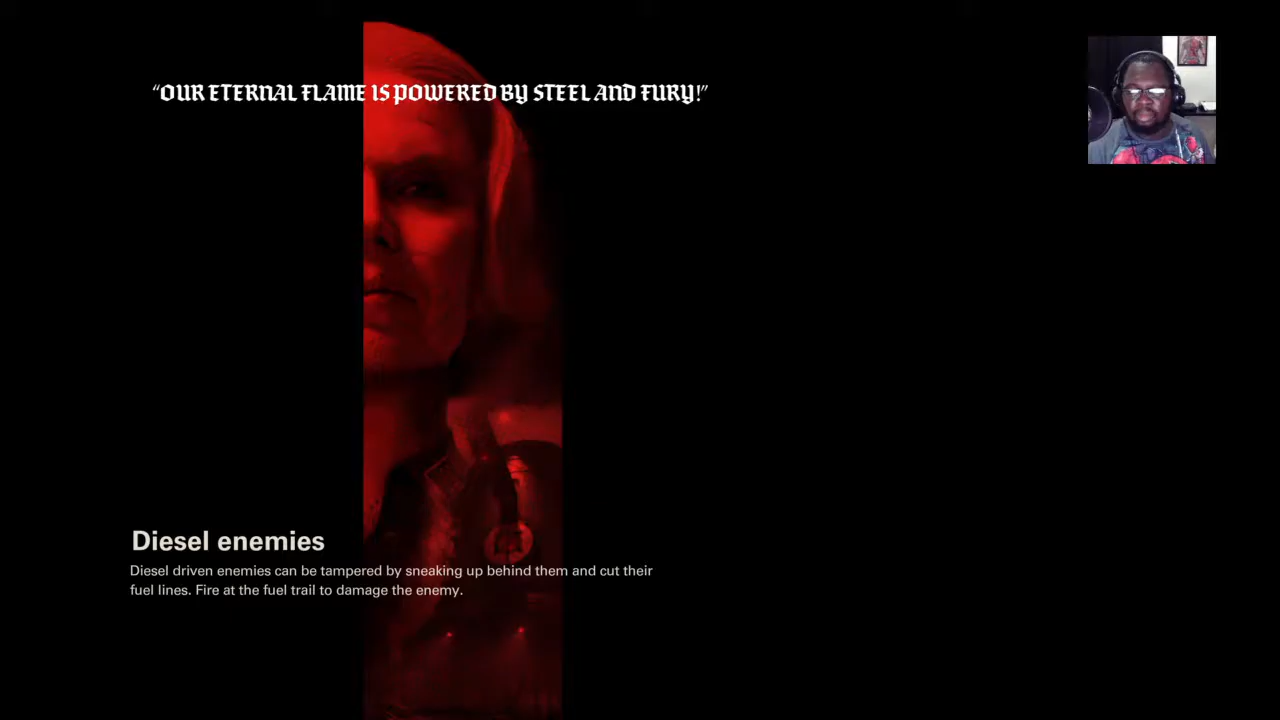 “OUR ETERNAL FLAME IS POWERED BY STEEL AND FURY!”
Diesel enemies
Diesel driven enemies can be tampered by sneaking up behind them and cut their
fuel lines. Fire at the fuel trail to damage the enemy.